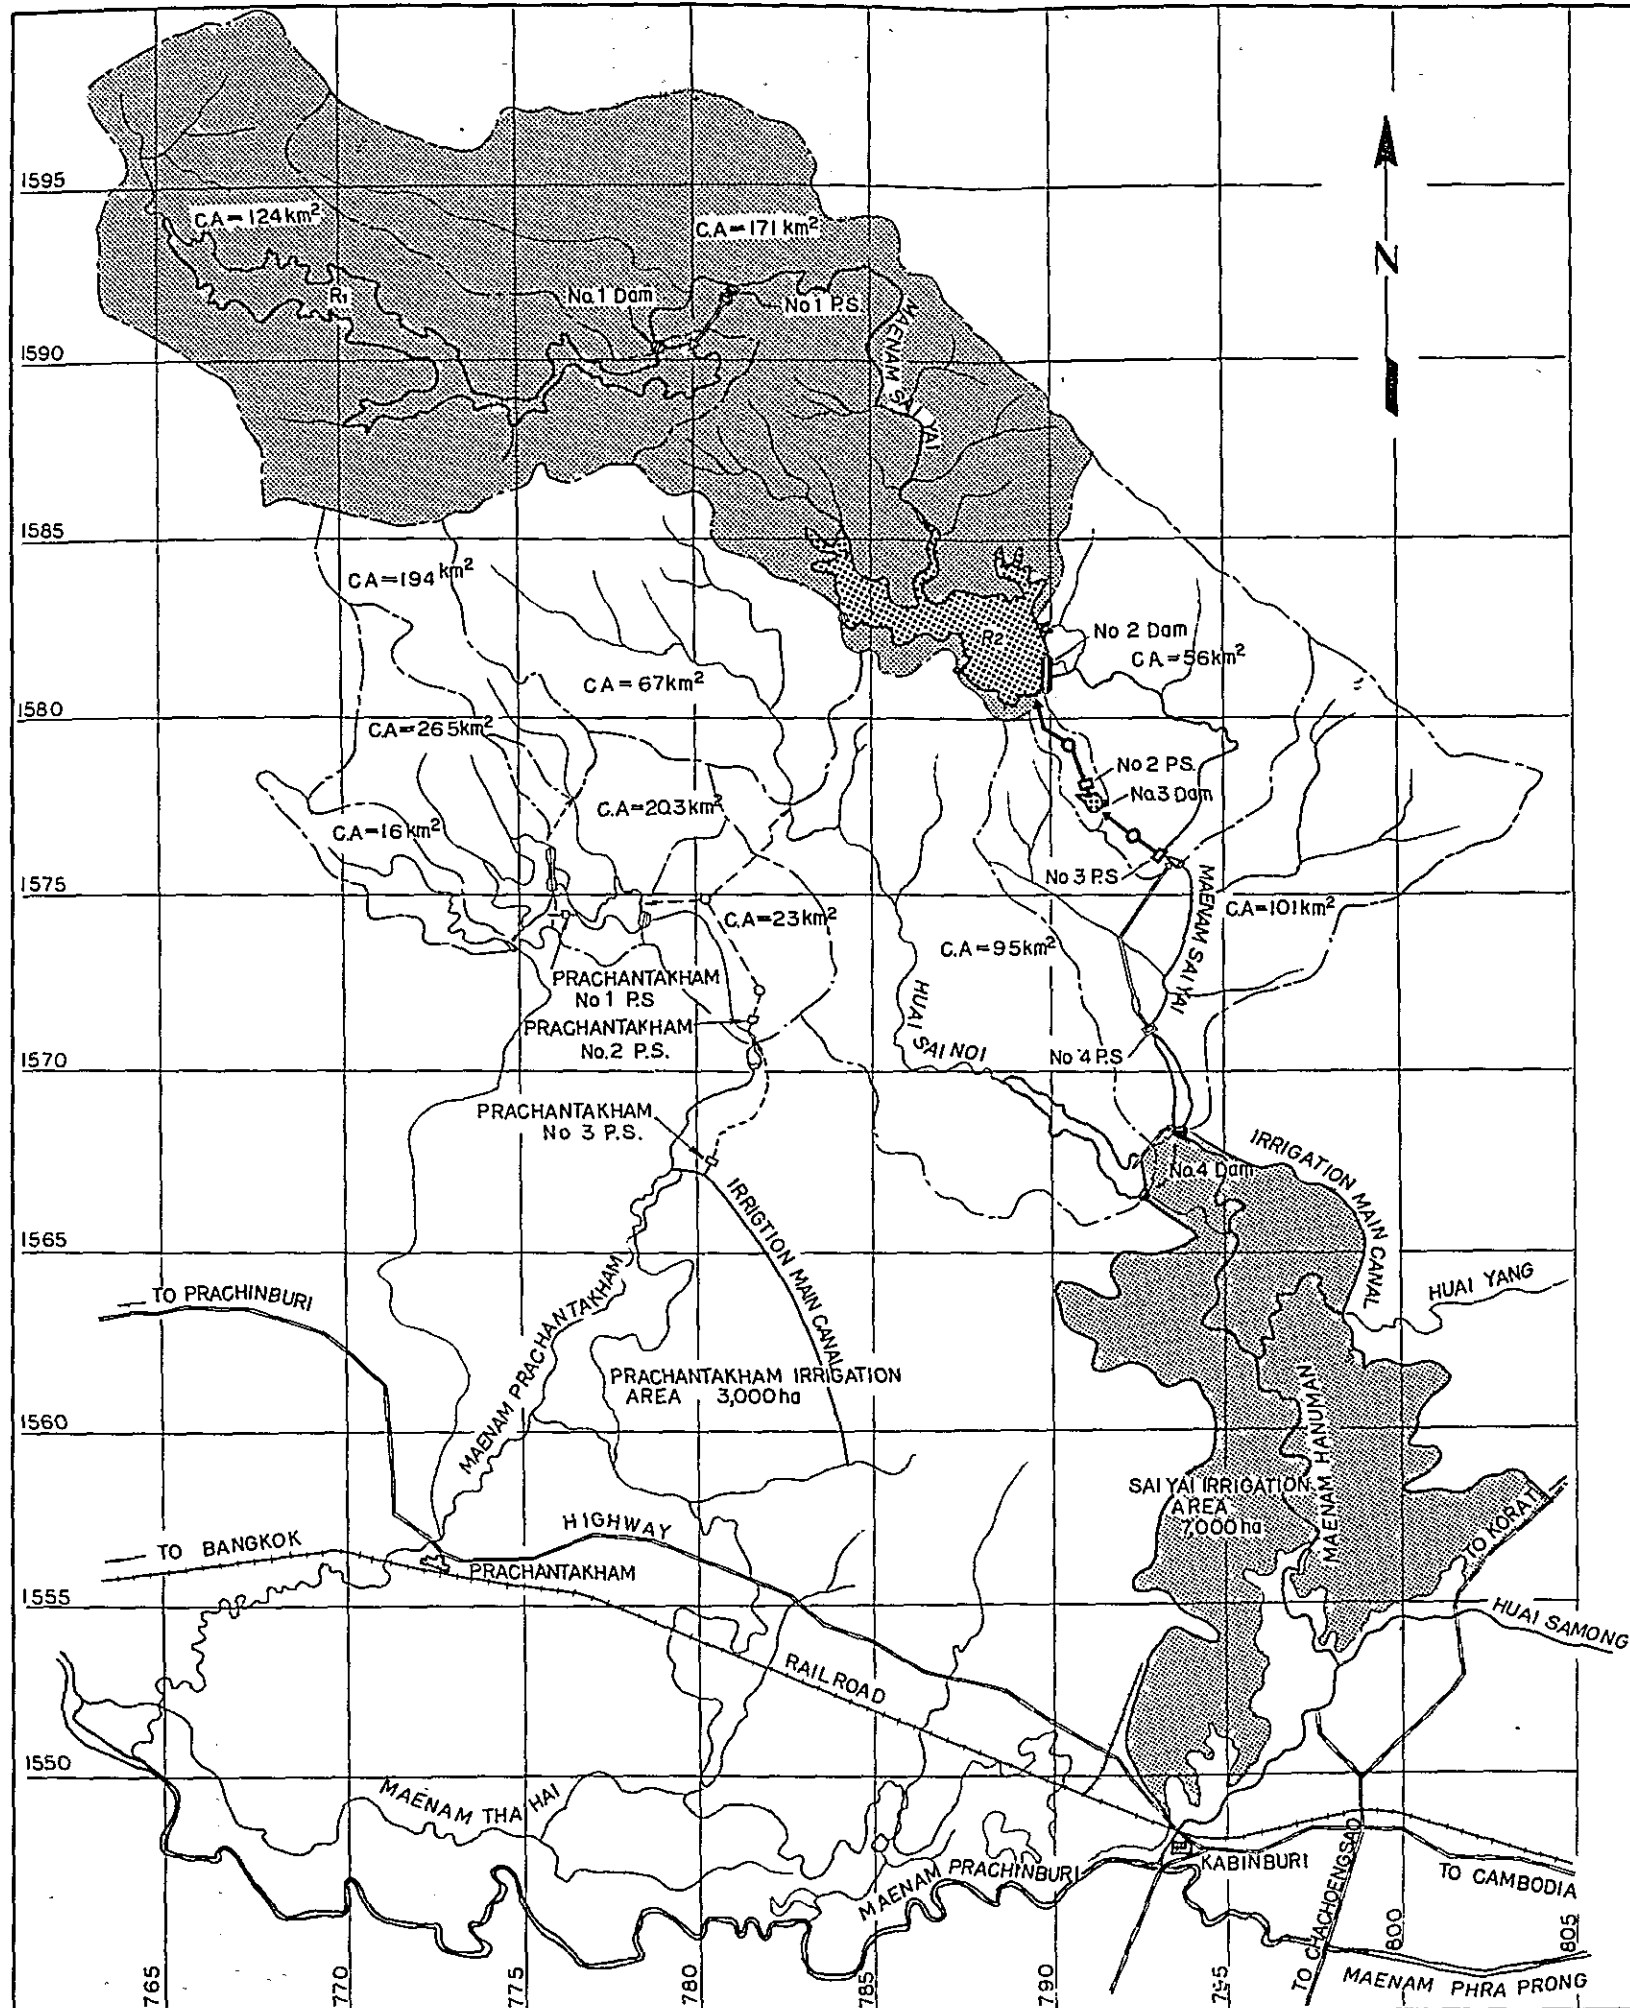 1595
C.A=124km²
C.A=171km²
R1
No.1 Dam
No1 P.S.
MAENAM SAI YAI
N
1590
1585
C.A=194km²
R2
No 2 Dam
C.A=56km²
C.A=67km²
1580
C.A=26.5km²
No 2 P.S.
No.3 Dam
C.A=20.3km²
C.A=16km²
No 3 P.S
1575
MAENAM SAI YAI
C.A=101km²
C.A=23km²
C.A=95km²
PRACHANTAKHAM
No 1 P.S
HUAI SAI NOI
PRACHANTAKHAM
No.2 P.S.
No 4 P.S
1570
PRACHANTAKHAM
No 3 P.S.
IRRIGATION MAIN CANAL
No.4 Dam
IRRIGTION MAIN CANAL
1565
TO PRACHINBURI
HUAI YANG
MAENAM PRACHANTAKHAM
PRACHANTAKHAM IRRIGATION
AREA 3,000ha
MAENAM HANUMAN
1560
SAI YAI IRRIGATION
AREA
7,000ha
TO KORAT
HIGHWAY
TO BANGKOK
PRACHANTAKHAM
1555
HUAI SAMONG
RAILROAD
1550
MAENAM THA HAI
MAENAM PRACHINBURI
KABINBURI
TO CHACHOENGSAO
TO CAMBODIA
MAENAM PHRA PRONG
765
770
775
780
785
790
795
800
805